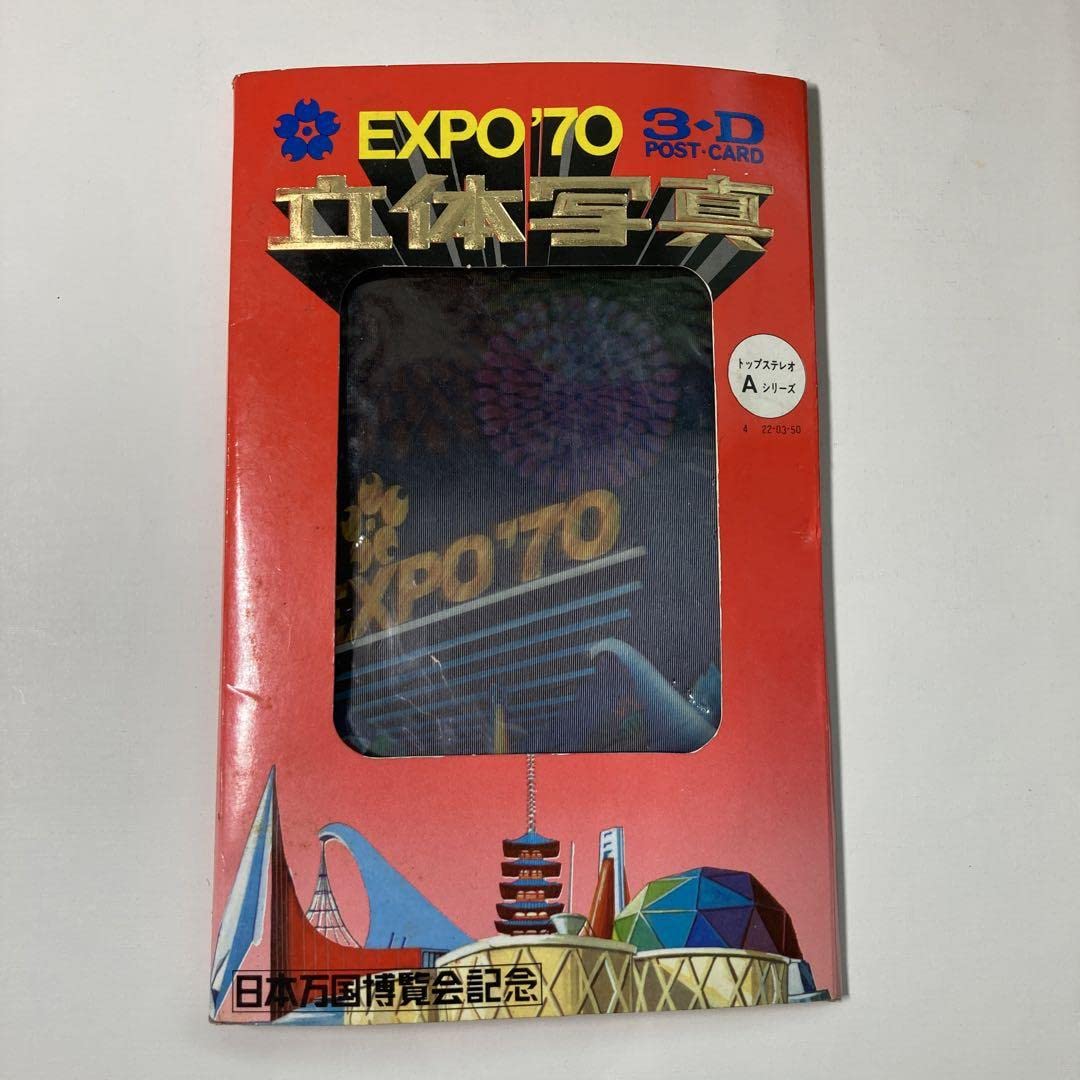 EXPO'70
3・D
POST・CARD
立体写真
トップステレオ
Aシリーズ
4 22-03-50
EXPO'70
日本万国博覧会記念